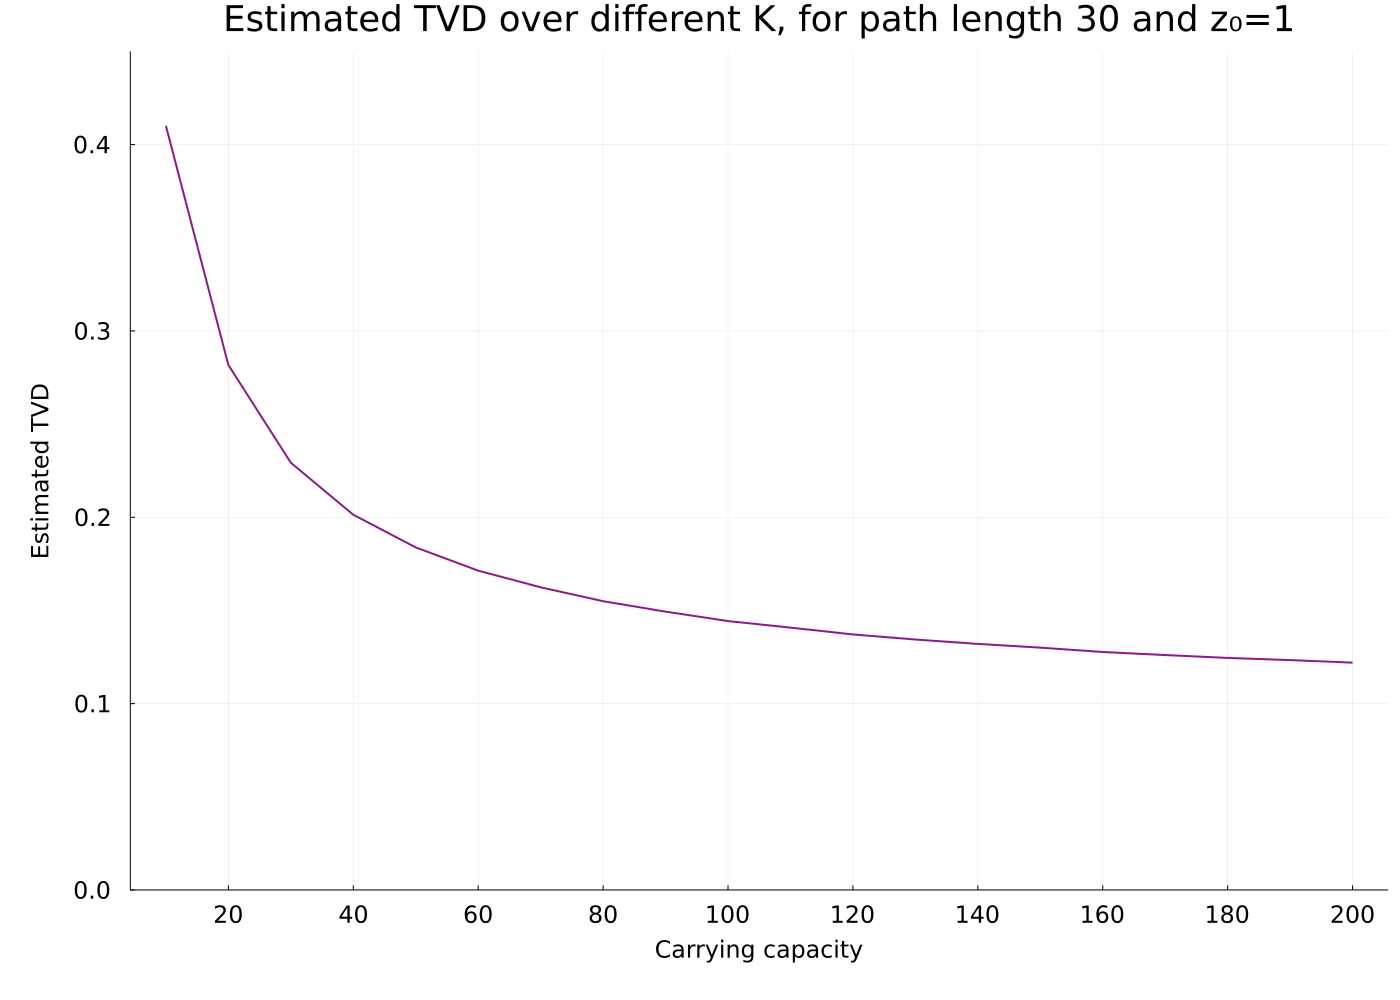 Estimated TVD over different K, for path length 30 and z₀=1
0.4
0.3
0.2
0.1
0.0
Estimated TVD
20 40 60 80 100 120 140 160 180 200
Carrying capacity